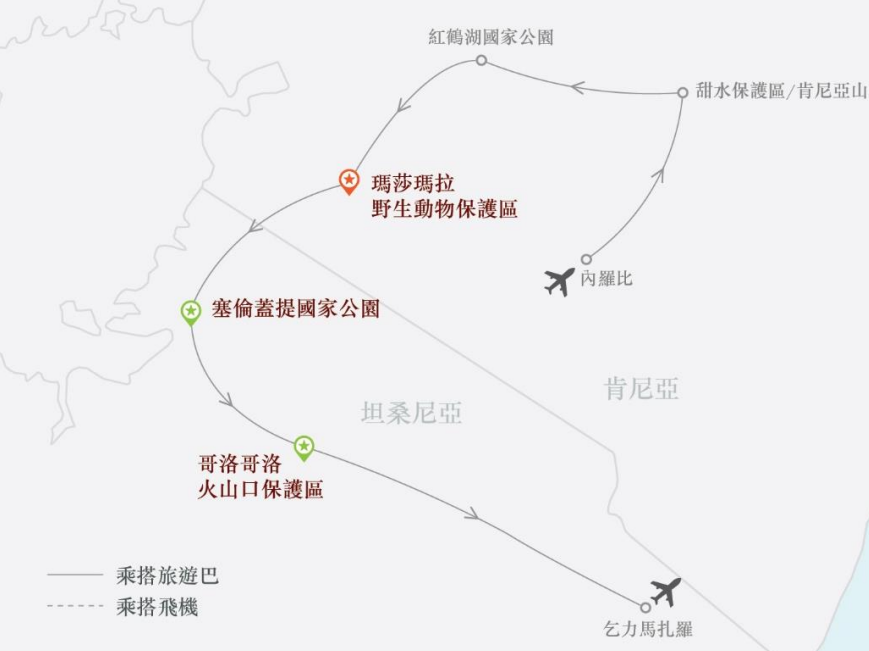 紅鶴湖國家公園
甜水保護區/肯尼亞山
瑪莎瑪拉
野生動物保護區
內羅比
塞倫蓋提國家公園
肯尼亞
坦桑尼亞
哥洛哥洛
火山口保護區
乘搭旅遊巴
乘搭飛機
乞力馬扎羅